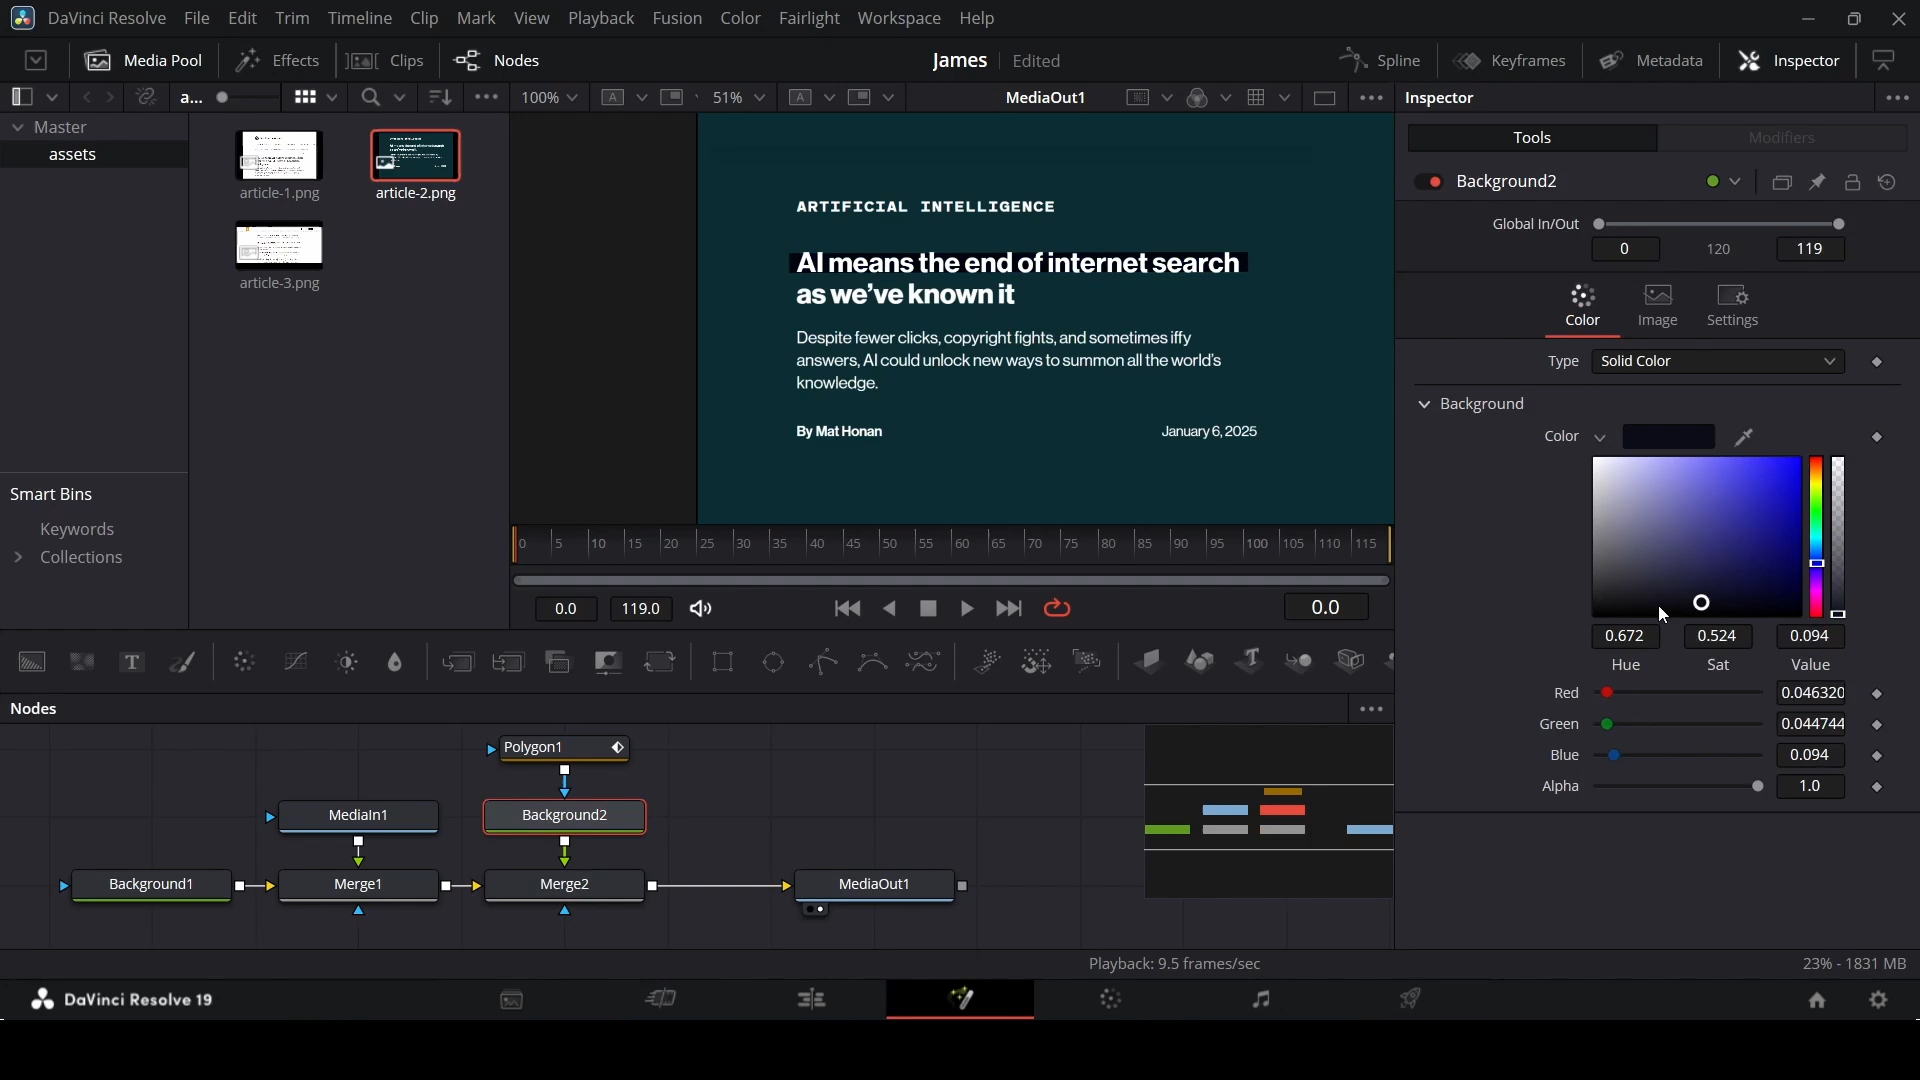 DaVinci Resolve File Edit Trim Timeline Clip Mark View Playback Fusion Color Fairlight Workspace Help
Media Pool Effects Clips Nodes James Edited Spline Keyframes Metadata Inspector
a... 100% A 51% A MediaOut1 Inspector
Master
assets
article-1.png
article-2.png
article-3.png
Smart Bins
Keywords
Collections
ARTIFICIAL INTELLIGENCE
AI means the end of internet search
as we've known it
Despite fewer clicks, copyright fights, and sometimes iffy
answers, AI could unlock new ways to summon all the world's
knowledge.
By Mat Honan January 6, 2025
0 5 10 15 20 25 30 35 40 45 50 55 60 65 70 75 80 85 90 95 100 105 110 115
0.0 119.0 0.0
Tools Modifiers
Background2
Global In/Out
0 120 119
Color Image Settings
Type Solid Color
Background
Color
0.672 0.524 0.094
Hue Sat Value
Red 0.046320
Green 0.044744
Blue 0.094
Alpha 1.0
T
Nodes
Polygon1
MediaIn1 Background2
Background1 Merge1 Merge2 MediaOut1
Playback: 9.5 frames/sec 23% - 1831 MB
DaVinci Resolve 19